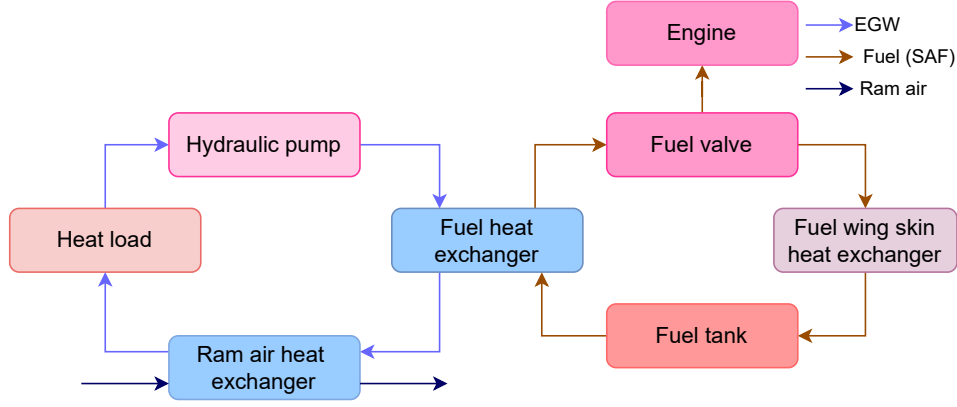 Engine
EGW
Fuel (SAF)
Ram air
Hydraulic pump
Fuel valve
Heat load
Fuel heat
exchanger
Fuel wing skin
heat exchanger
Ram air heat
exchanger
Fuel tank